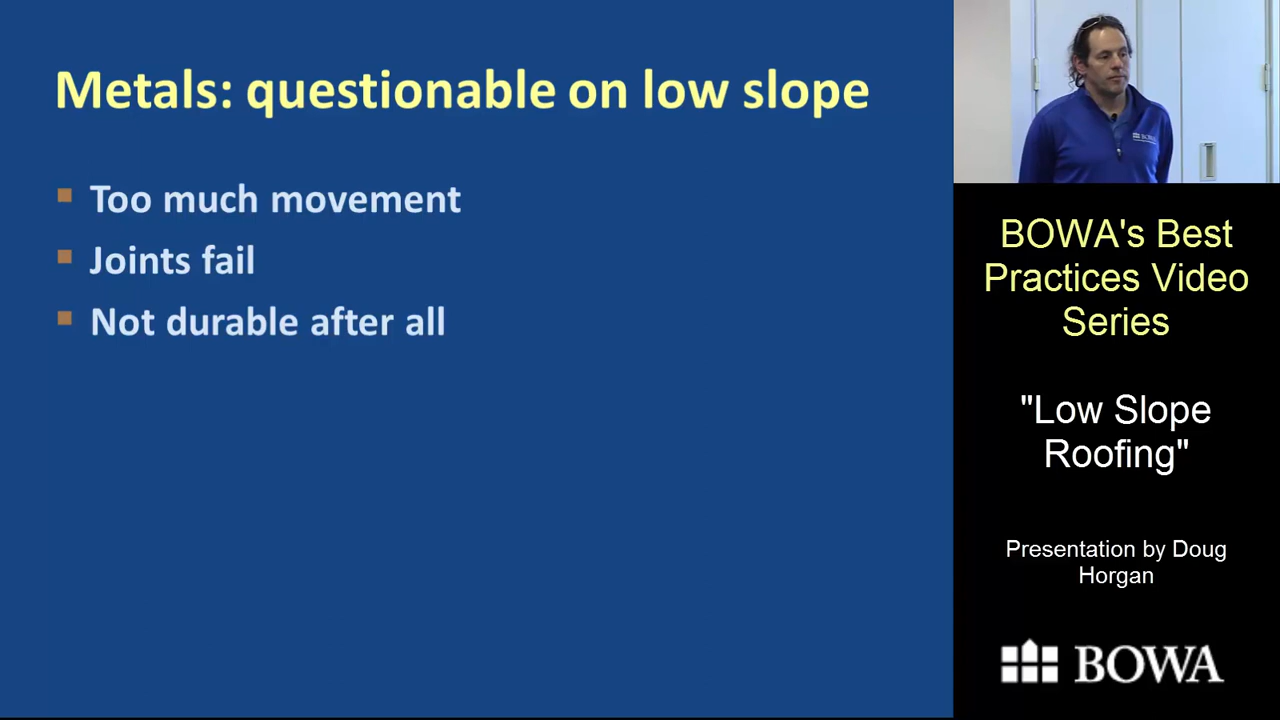 Metals: questionable on low slope
Too much movement
Joints fail
Not durable after all
BOWA
BOWA's Best
Practices Video
Series
"Low Slope
Roofing"
Presentation by Doug
Horgan
BOWA